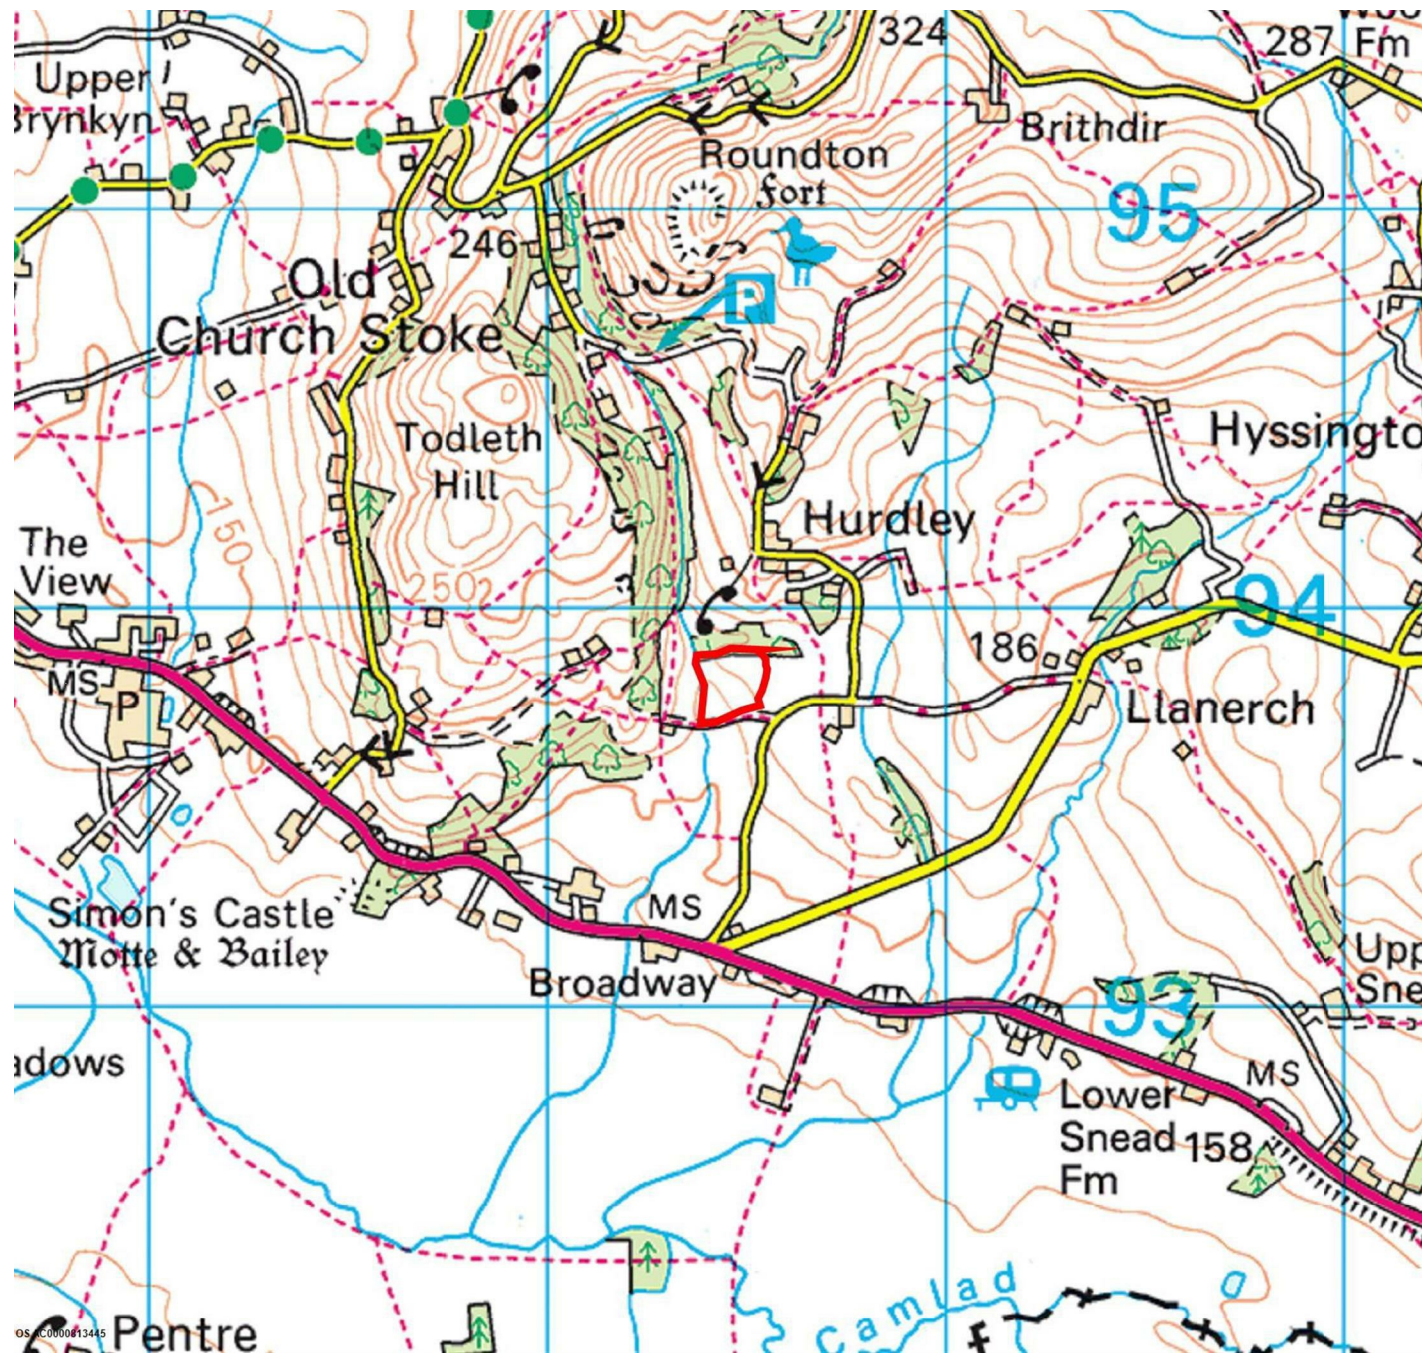 324
287 Fm
Upper
Brynkyn
Brithdir
Roundton
Fort
95
246
P
Old
Church Stoke
Todleth
Hill
Hyssingto
150
Hurdley
The
View
250
94
186
MS
P
Llanerch
Simon's Castle
Motte & Bailey
MS
Broadway
Upp
Sne
93
adows
MS
Lower
Snead
Fm
158
Camlad
Pentre
OS AC0000813445